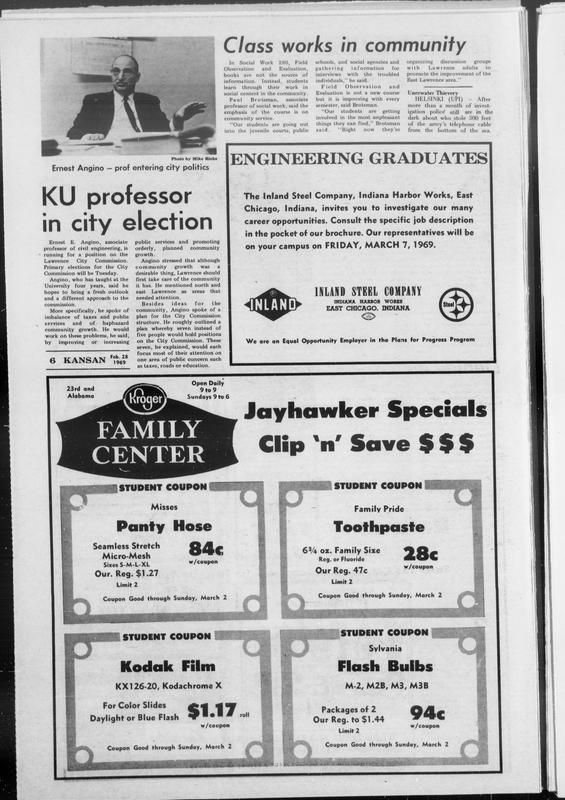 Photo by Mike Rieke
Ernest Angino – prof entering city politics
KU professor
in city election
Ernest E. Angino, associate
professor of civil engineering, is
running for a position on the
Lawrence City Commission.
Primary elections for the City
Commission will be Tuesday.
Angino, who has taught at the
University four years, said he
hopes to bring a fresh outlook
and a different approach to the
commission.
More specifically, he spoke of
imbalance of taxes and public
services and of haphazard
community growth. He would
work on these problems, he said,
by improving or increasing
6 KANSAN Feb. 28
1969
public services and promoting
orderly, planned community
growth.
Angino stressed that although
community growth was a
desirable thing, Lawrence should
first take care of the community
it has. He mentioned north and
east Lawrence as areas that
needed attention.
Besides ideas for the
community, Angino spoke of a
plan for the City Commission
structure. He roughly outlined a
plan whereby seven instead of
five people would hold positions
on the City Commission. These
seven, he explained, would each
focus most of their attention on
one area of public concern such
as taxes, roads or education.
Class works in community
In Social Work 280, Field
Observation and Evaluation,
books are not the source of
information. Instead, students
learn through their work in
social context in the community.
Paul Brotsman, associate
professor of social work, said the
emphasis of the course is on
community service.
"Our students are going out
into the juvenile courts, public
schools, and social agencies and
gathering information for
interviews with the troubled
individuals," he said.
Field Observation and
Evaluation is not a new course
but it is improving with every
semester, said Brotsman.
"Our students are getting
involved in the most unpleasant
things they can find," Brotsman
said. "Right now they're
organizing discussion groups
with Lawrence adults to
promote the improvement of the
East Lawrence area."
Unerwater Thievery
HELSINKI (UPI) – After
more than a month of invest-
igation police still are in the
dark about who stole 300 feet
of the army's telephone cable
from the bottom of the sea.
ENGINEERING GRADUATES
The Inland Steel Company, Indiana Harbor Works, East
Chicago, Indiana, invites you to investigate our many
career opportunities. Consult the specific job description
in the pocket of our brochure. Our representatives will be
on your campus on FRIDAY, MARCH 7, 1969.
INLAND
INLAND STEEL COMPANY
INDIANA HARBOR WORKS
EAST CHICAGO, INDIANA
Steel
We are an Equal Opportunity Employer in the Plans for Progress Program
23rd and
Alabama
Kroger
Open Daily
9 to 9
Sundays 9 to 6
FAMILY
CENTER
Jayhawker Specials
Clip 'n' Save $ $ $
STUDENT COUPON
Misses
Panty Hose
Seamless Stretch
Micro-Mesh
Sizes S-M-L-XL
Our. Reg. $1.27
Limit 2
84c
w/coupon
Coupon Good through Sunday, March 2
STUDENT COUPON
Family Pride
Toothpaste
6¾ oz. Family Size
Reg. or Fluoride
Our Reg. 47c
Limit 2
28c
w/coupon
Coupon Good through Sunday, March 2
STUDENT COUPON
Kodak Film
KX126-20, Kodachrome X
For Color Slides
Daylight or Blue Flash
$1.17 roll
w/coupon
Coupon Good through Sunday, March 2
STUDENT COUPON
Sylvania
Flash Bulbs
M-2, M2B, M3, M3B
Packages of 2
Our Reg. to $1.44
Limit 2
94c
w/coupon
Coupon Good through Sunday, March 2